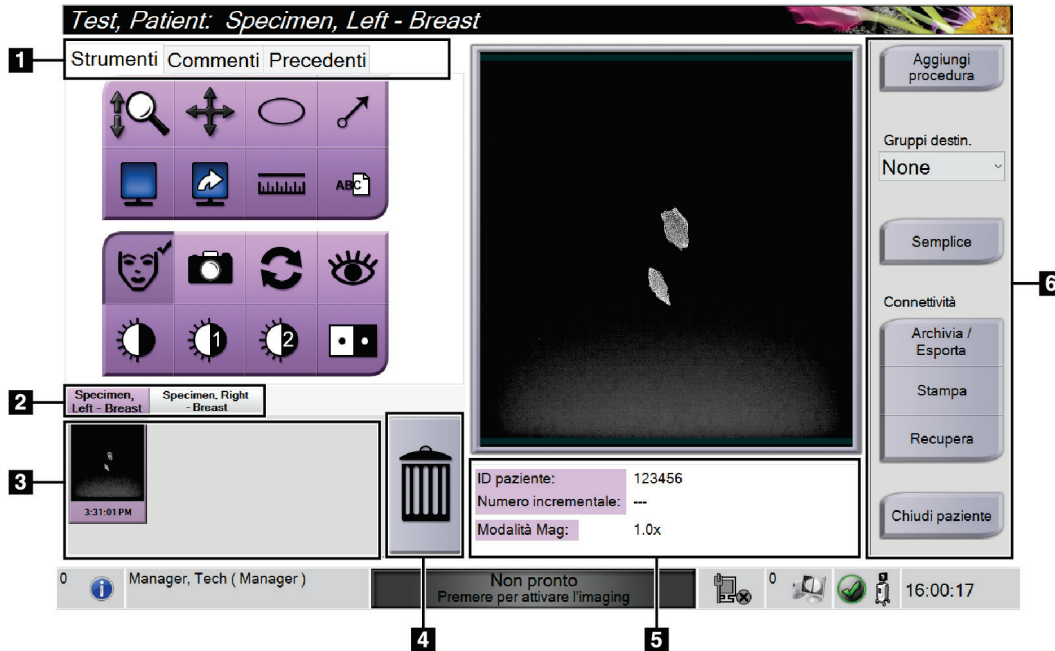 Test, Patient: Specimen, Left - Breast
1
Strumenti Commenti Precedenti
ABC
1
2
2
Specimen,
Left - Breast
Specimen, Right
- Breast
3
3:31:01 PM
4
ID paziente: 123456
Numero incrementale: ---
Modalità Mag: 1.0x
5
Aggiungi
procedura
Gruppi destin.
None
Semplice
Connettività
Archivia /
Esporta
Stampa
Recupera
Chiudi paziente
6
0
i
Manager, Tech ( Manager )
Non pronto
Premere per attivare l'imaging
0
16:00:17